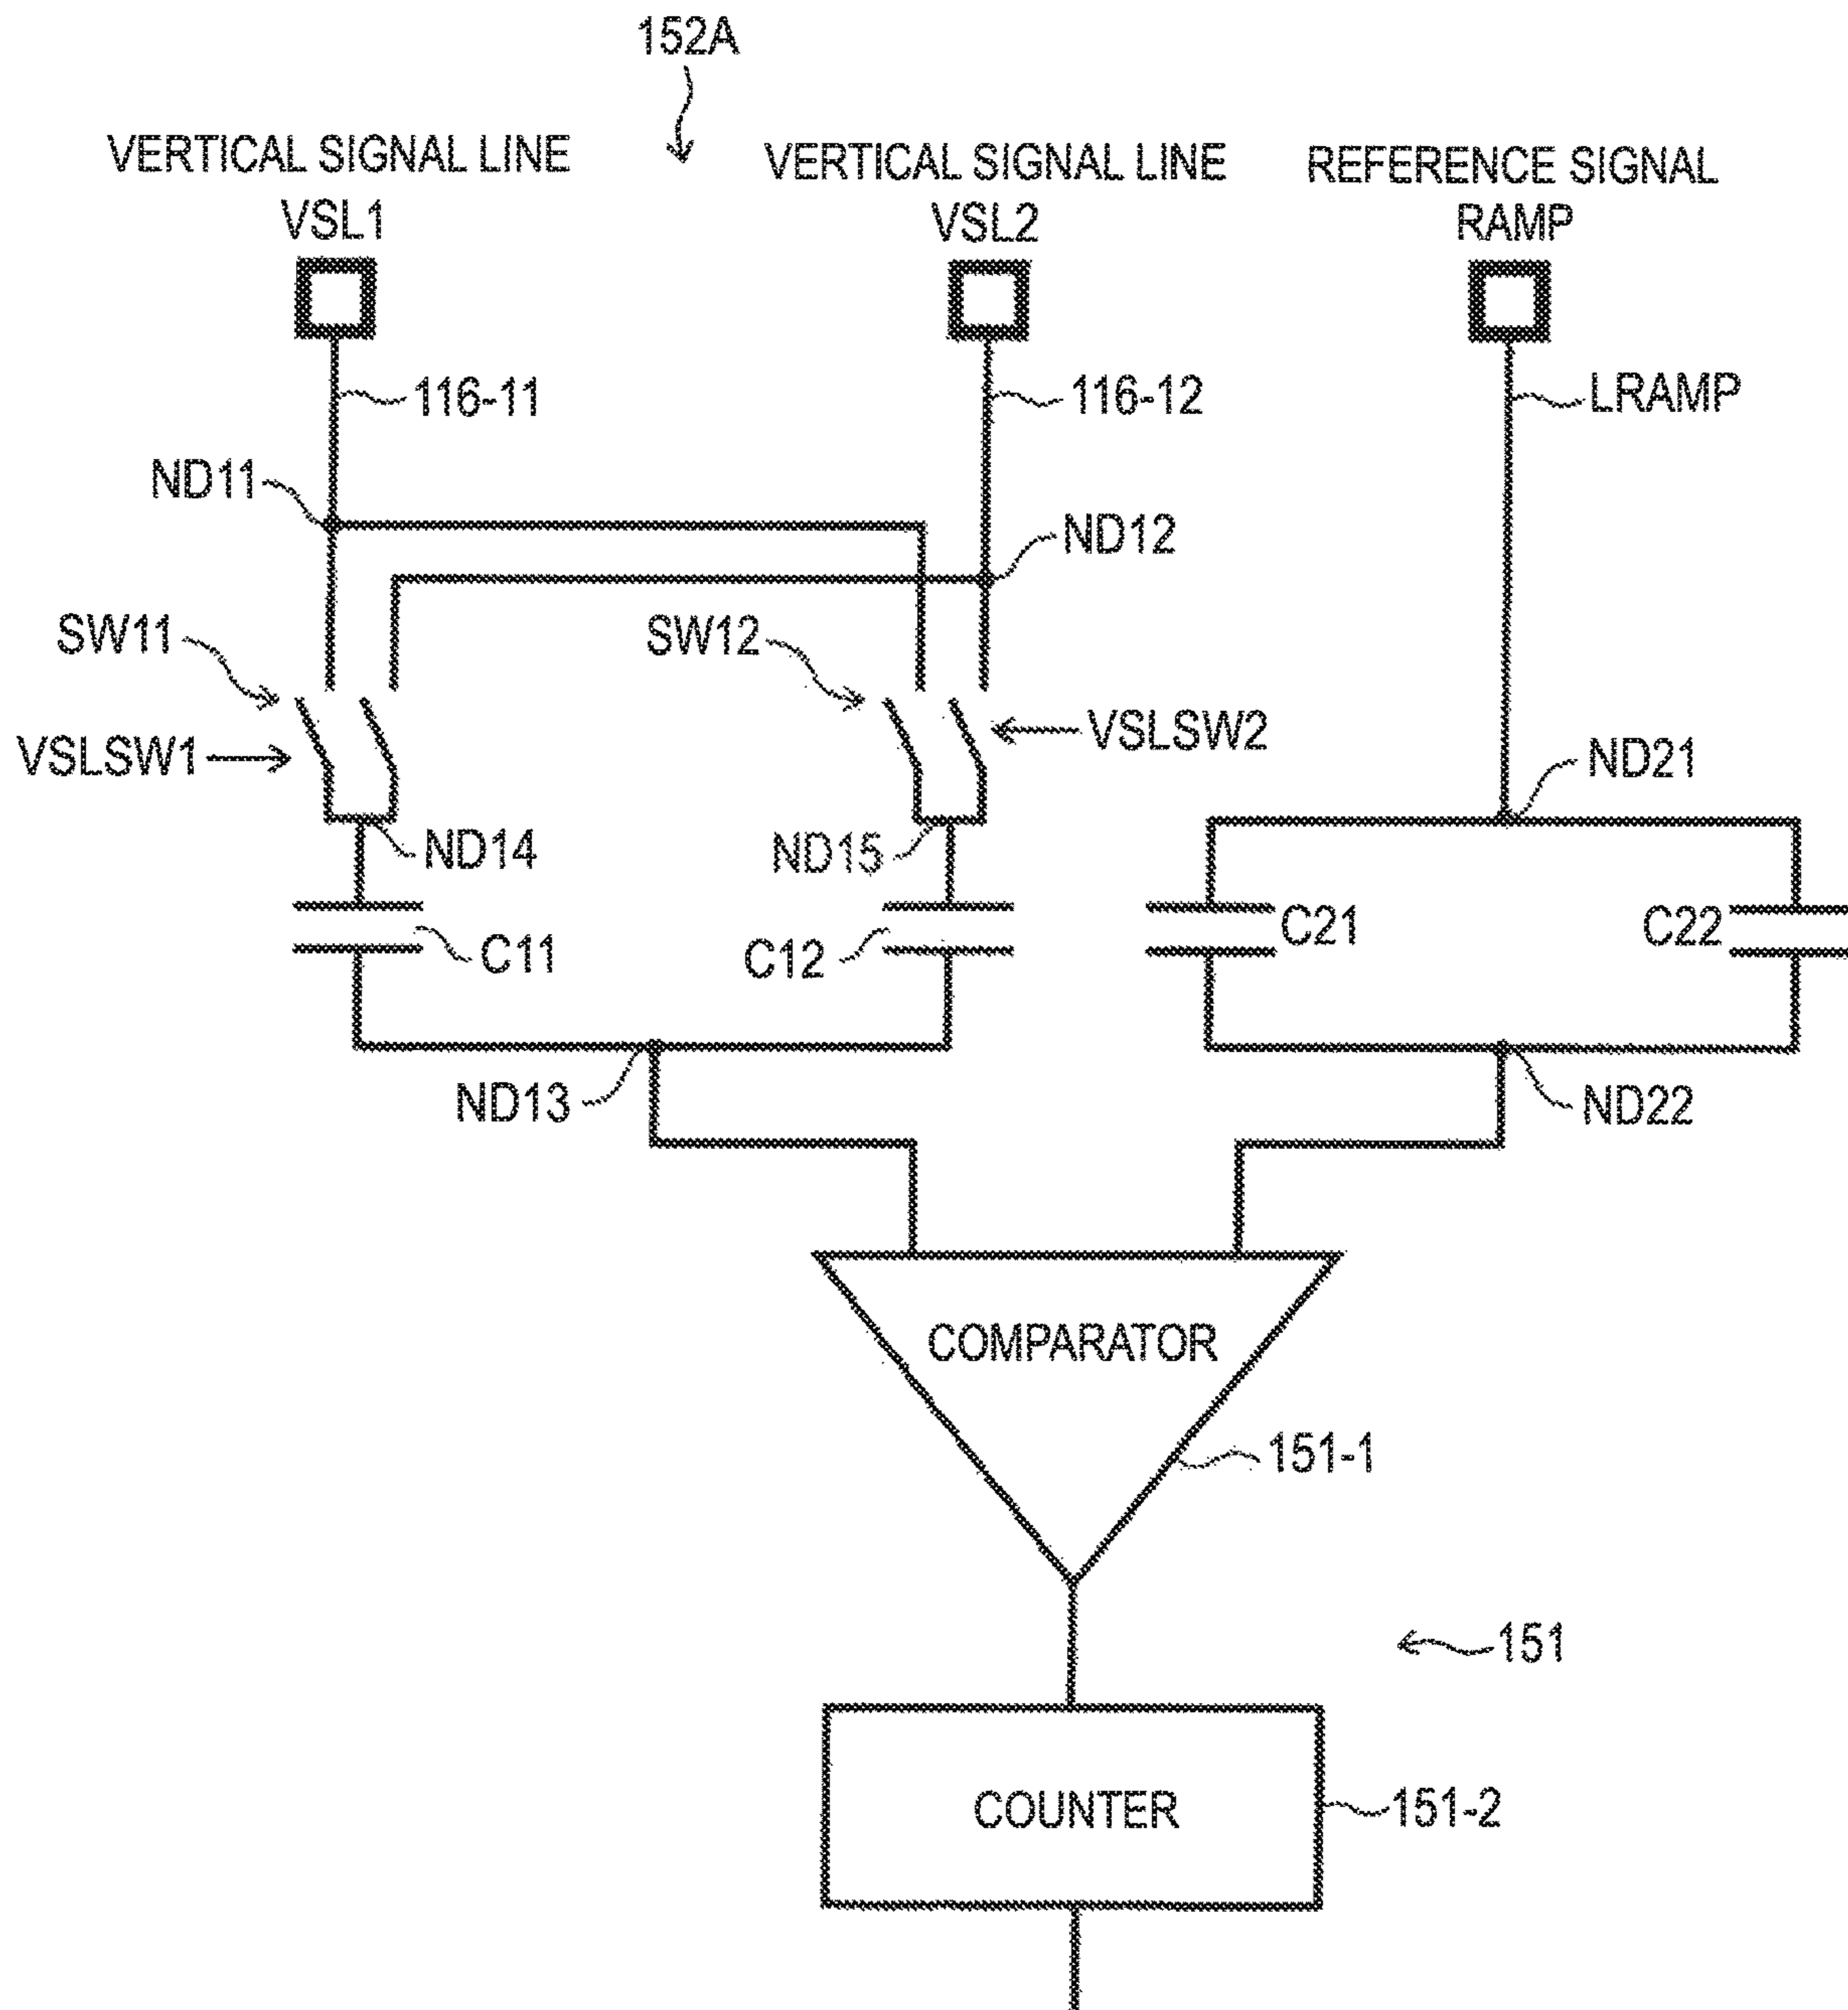 152A
VERTICAL SIGNAL LINE
VSL1
VERTICAL SIGNAL LINE
VSL2
REFERENCE SIGNAL
RAMP
116-11
116-12
LRAMP
ND11
ND12
SW11
SW12
VSLSW1
VSLSW2
ND21
ND14
ND15
C11
C12
C21
C22
ND13
ND22
COMPARATOR
151-1
151
COUNTER
151-2